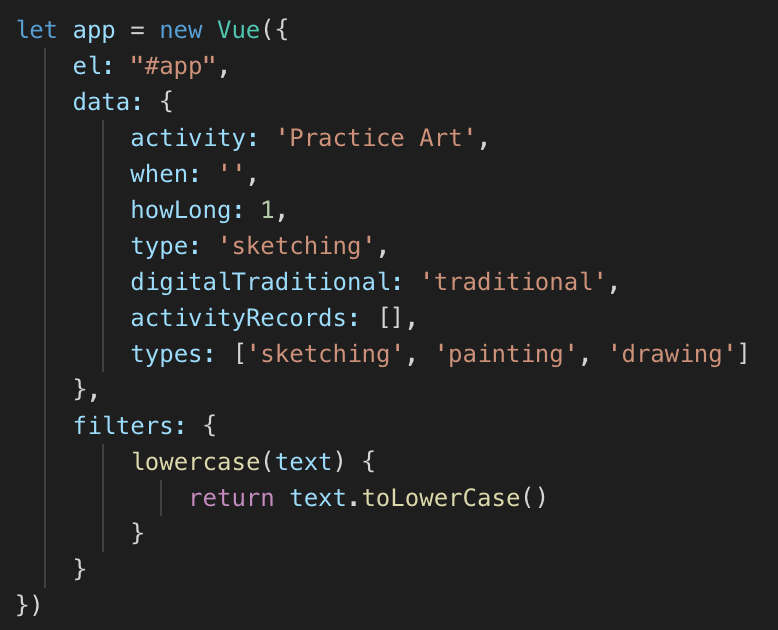 let app = new Vue({
    el: "#app",
    data: {
        activity: 'Practice Art',
        when: '',
        howLong: 1,
        type: 'sketching',
        digitalTraditional: 'traditional',
        activityRecords: [],
        types: ['sketching', 'painting', 'drawing']
    },
    filters: {
        lowercase(text) {
            return text.toLowerCase()
        }
    }
})